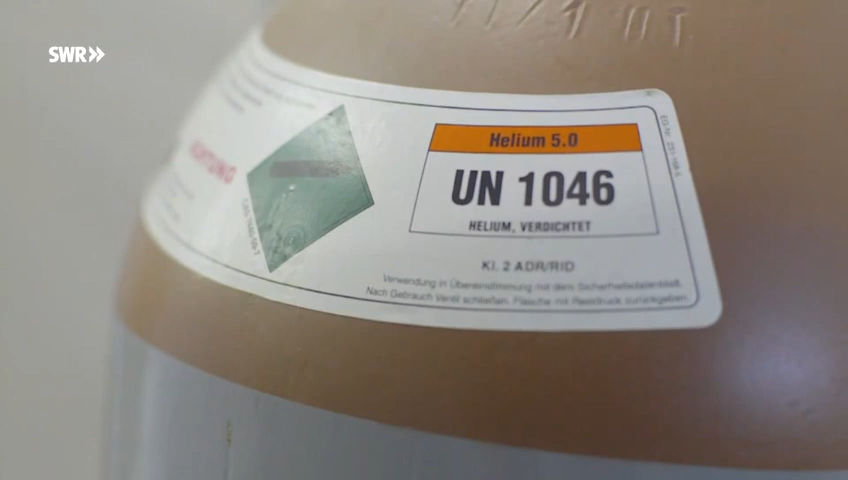 SWR
ACHTUNG
Helium 5.0
UN 1046
HELIUM, VERDICHTET
Kl. 2 ADR/RID
Verwendung in Übereinstimmung mit dem Sicherheitsdatenblatt.
Nach Gebrauch Ventil schließen. Flasche mit Restdruck zurückgeben.